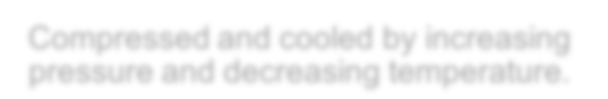 Compressed and cooled by increasing
pressure and decreasing temperature.